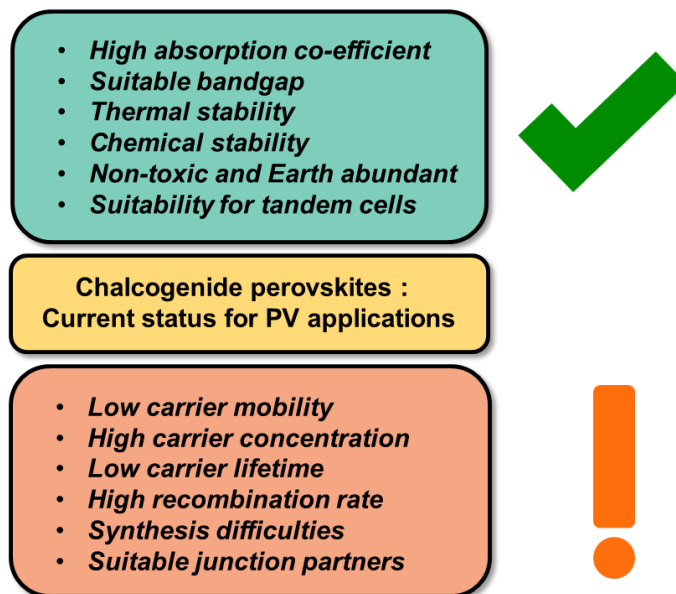 • High absorption co-efficient
• Suitable bandgap
• Thermal stability
• Chemical stability
• Non-toxic and Earth abundant
• Suitability for tandem cells
Chalcogenide perovskites :
Current status for PV applications
• Low carrier mobility
• High carrier concentration
• Low carrier lifetime
• High recombination rate
• Synthesis difficulties
• Suitable junction partners